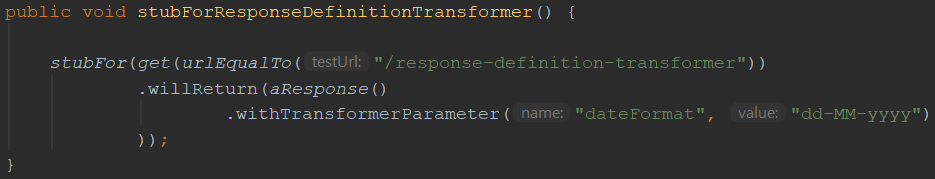 public void stubForResponseDefinitionTransformer() {
stubFor(get(urlEqualTo( testUrl: "/response-definition-transformer"))
.willReturn(aResponse()
.withTransformerParameter( name: "dateFormat", value: "dd-MM-yyyy")
));
}